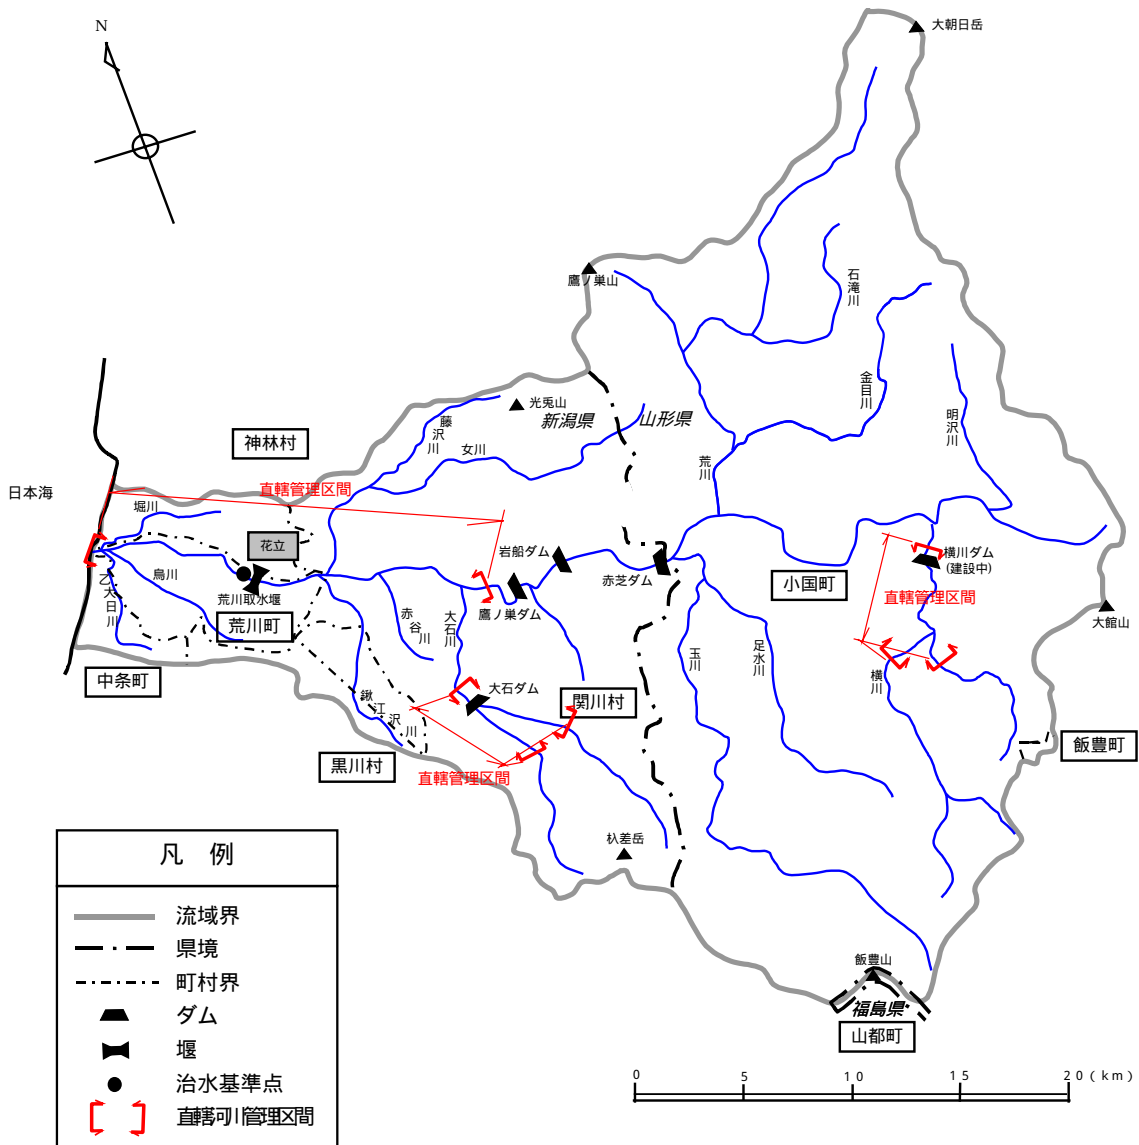 N
大朝日岳
鷹ノ巣山
石滝川
金目川
明沢川
光兎山
新潟県
山形県
藤沢川
女川
神林村
荒川
日本海
直轄管理区間
堀川
花立
岩船ダム
横川ダム
(建設中)
烏川
赤芝ダム
小国町
乙大日川
荒川取水堰
荒川町
赤谷川
大石川
鷹ノ巣ダム
直轄管理区間
大館山
玉川
足水川
横川
中条町
大石ダム
関川村
鍬江沢川
飯豊町
黒川村
直轄管理区間
杁差岳
凡 例
流域界
県境
町村界
ダム
堰
治水基準点
直轄河川管理区間
飯豊山
福島県
山都町
0 5 10 15 20(km)